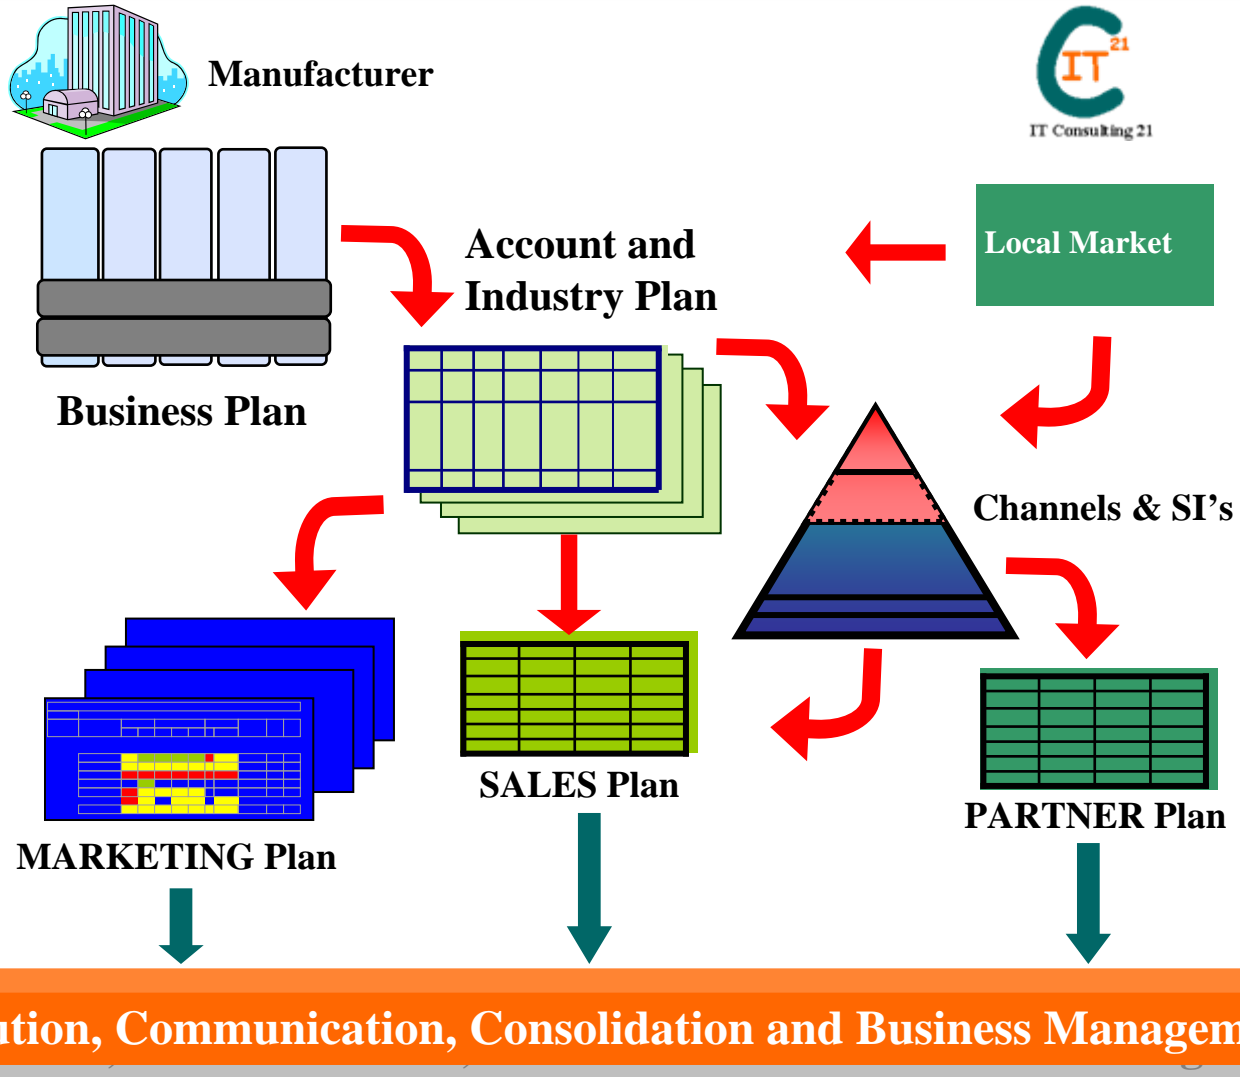 Manufacturer
21
C
IT
IT Consulting 21
Local Market
Account and
Industry Plan
Business Plan
Channels & SI's
SALES Plan
PARTNER Plan
MARKETING Plan
ution, Communication, Consolidation and Business Managem